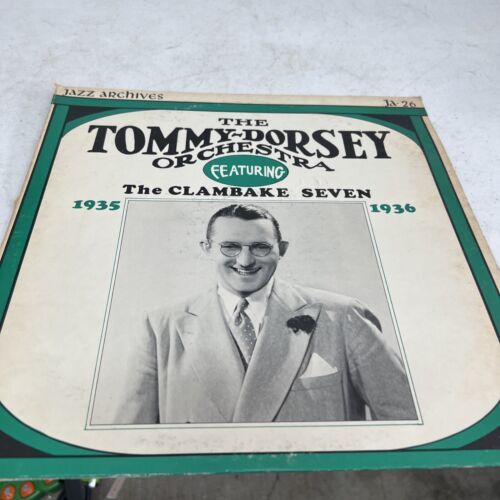 JAZZ ARCHIVES
JA-26
THE
TOMMY-DORSEY
ORCHESTRA
FEATURING
The CLAMBAKE SEVEN
1935
1936